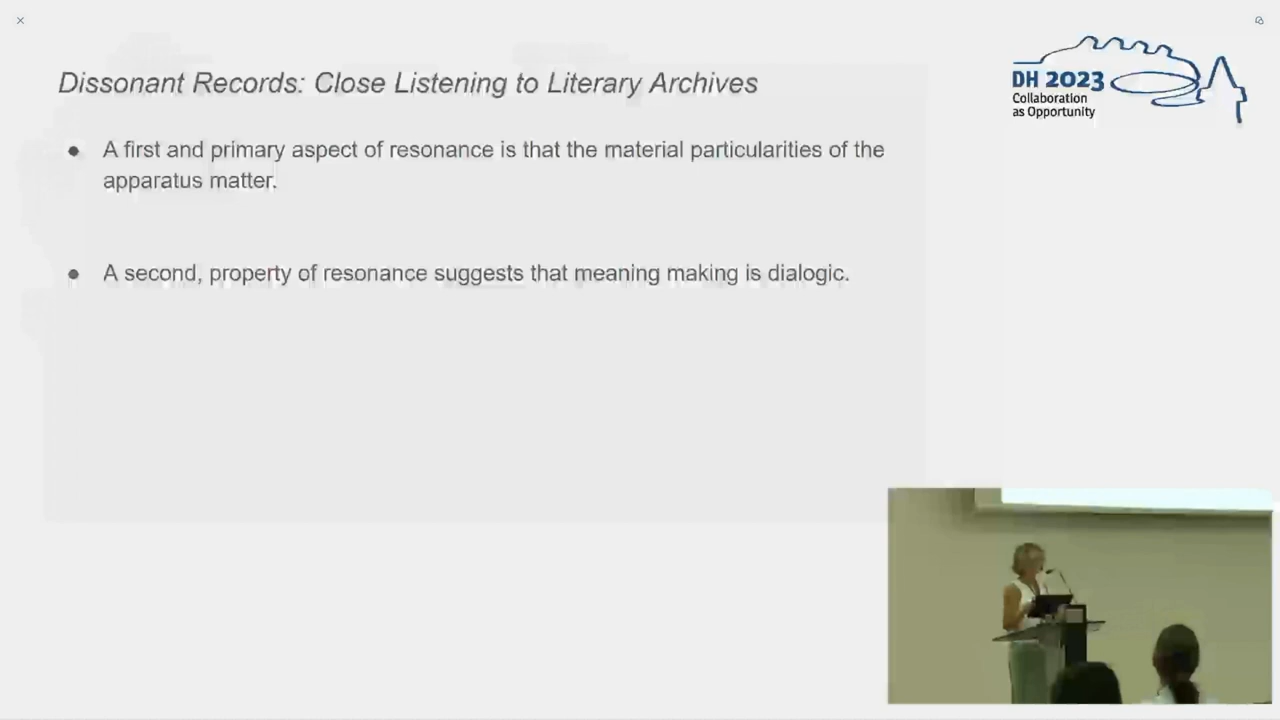 Dissonant Records: Close Listening to Literary Archives
DH 2023
Collaboration
as Opportunity
● A first and primary aspect of resonance is that the material particularities of the
apparatus matter.
● A second, property of resonance suggests that meaning making is dialogic.